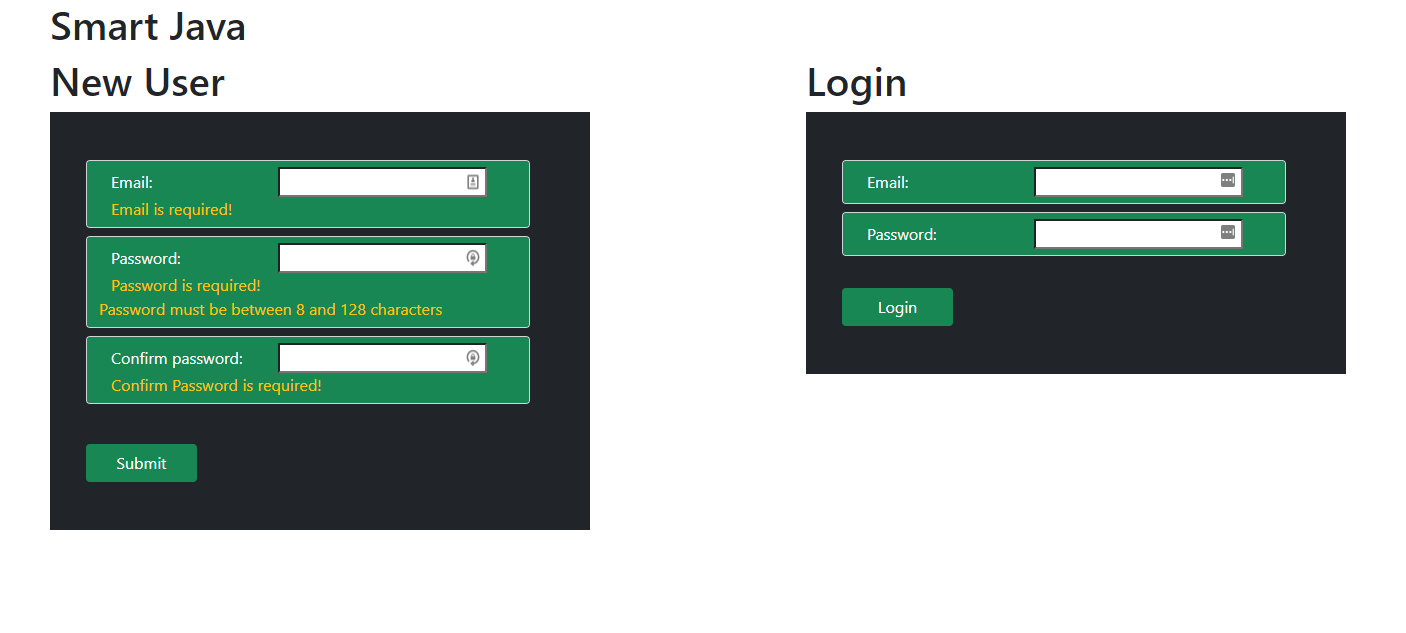 Smart Java
New User
Email:
Email is required!
Password:
Password is required!
Password must be between 8 and 128 characters
Confirm password:
Confirm Password is required!
Submit
Login
Email:
Password:
Login